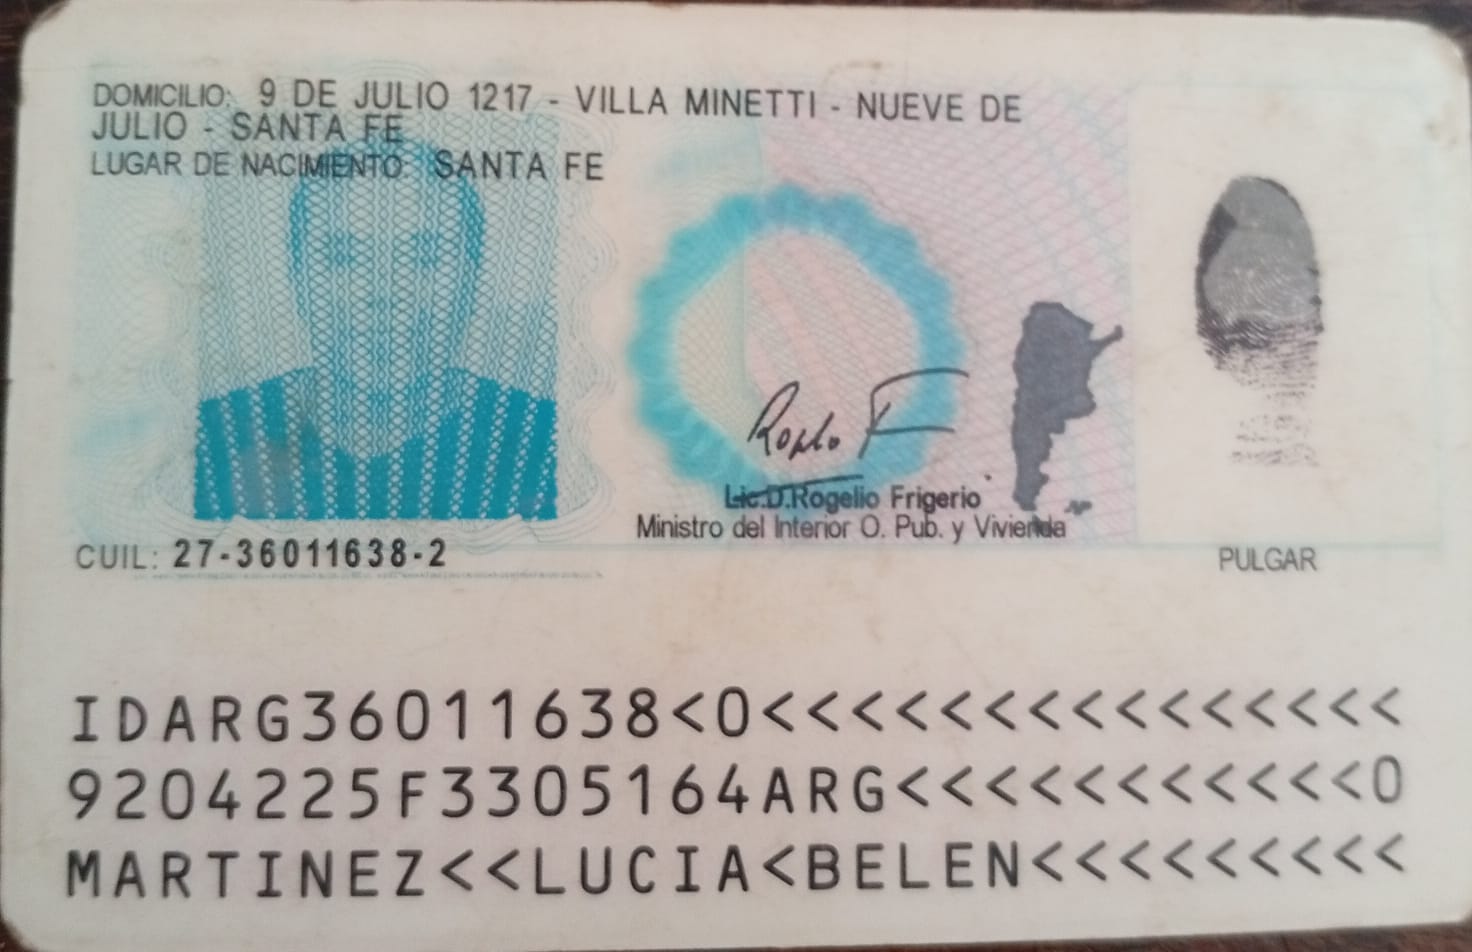 DOMICILIO: 9 DE JULIO 1217 - VILLA MINETTI - NUEVE DE
JULIO - SANTA FE
LUGAR DE NACIMIENTO: SANTA FE
Lic.D.Rogelio Frigerio
Ministro del Interior O. Pub. y Vivienda
CUIL: 27-36011638-2
PULGAR
IDARG36011638<0<<<<<<<<<<<<<<<
9204225F3305164ARG<<<<<<<<<<<0
MARTINEZ<<LUCIA<BELEN<<<<<<<<<